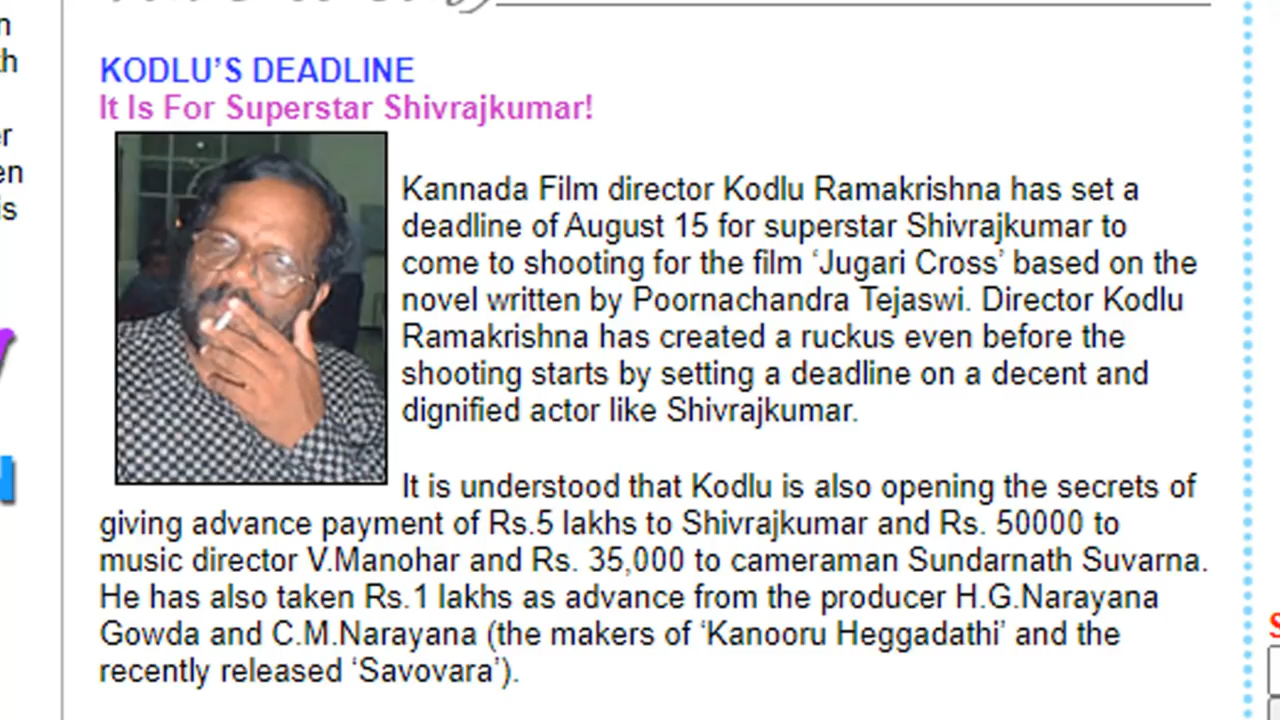 KODLU’S DEADLINE
It Is For Superstar Shivrajkumar!
Kannada Film director Kodlu Ramakrishna has set a
deadline of August 15 for superstar Shivrajkumar to
come to shooting for the film ‘Jugari Cross’ based on the
novel written by Poornachandra Tejaswi. Director Kodlu
Ramakrishna has created a ruckus even before the
shooting starts by setting a deadline on a decent and
dignified actor like Shivrajkumar.
It is understood that Kodlu is also opening the secrets of
giving advance payment of Rs.5 lakhs to Shivrajkumar and Rs. 50000 to
music director V.Manohar and Rs. 35,000 to cameraman Sundarnath Suvarna.
He has also taken Rs.1 lakhs as advance from the producer H.G.Narayana
Gowda and C.M.Narayana (the makers of ‘Kanooru Heggadathi’ and the
recently released ‘Savovara’).